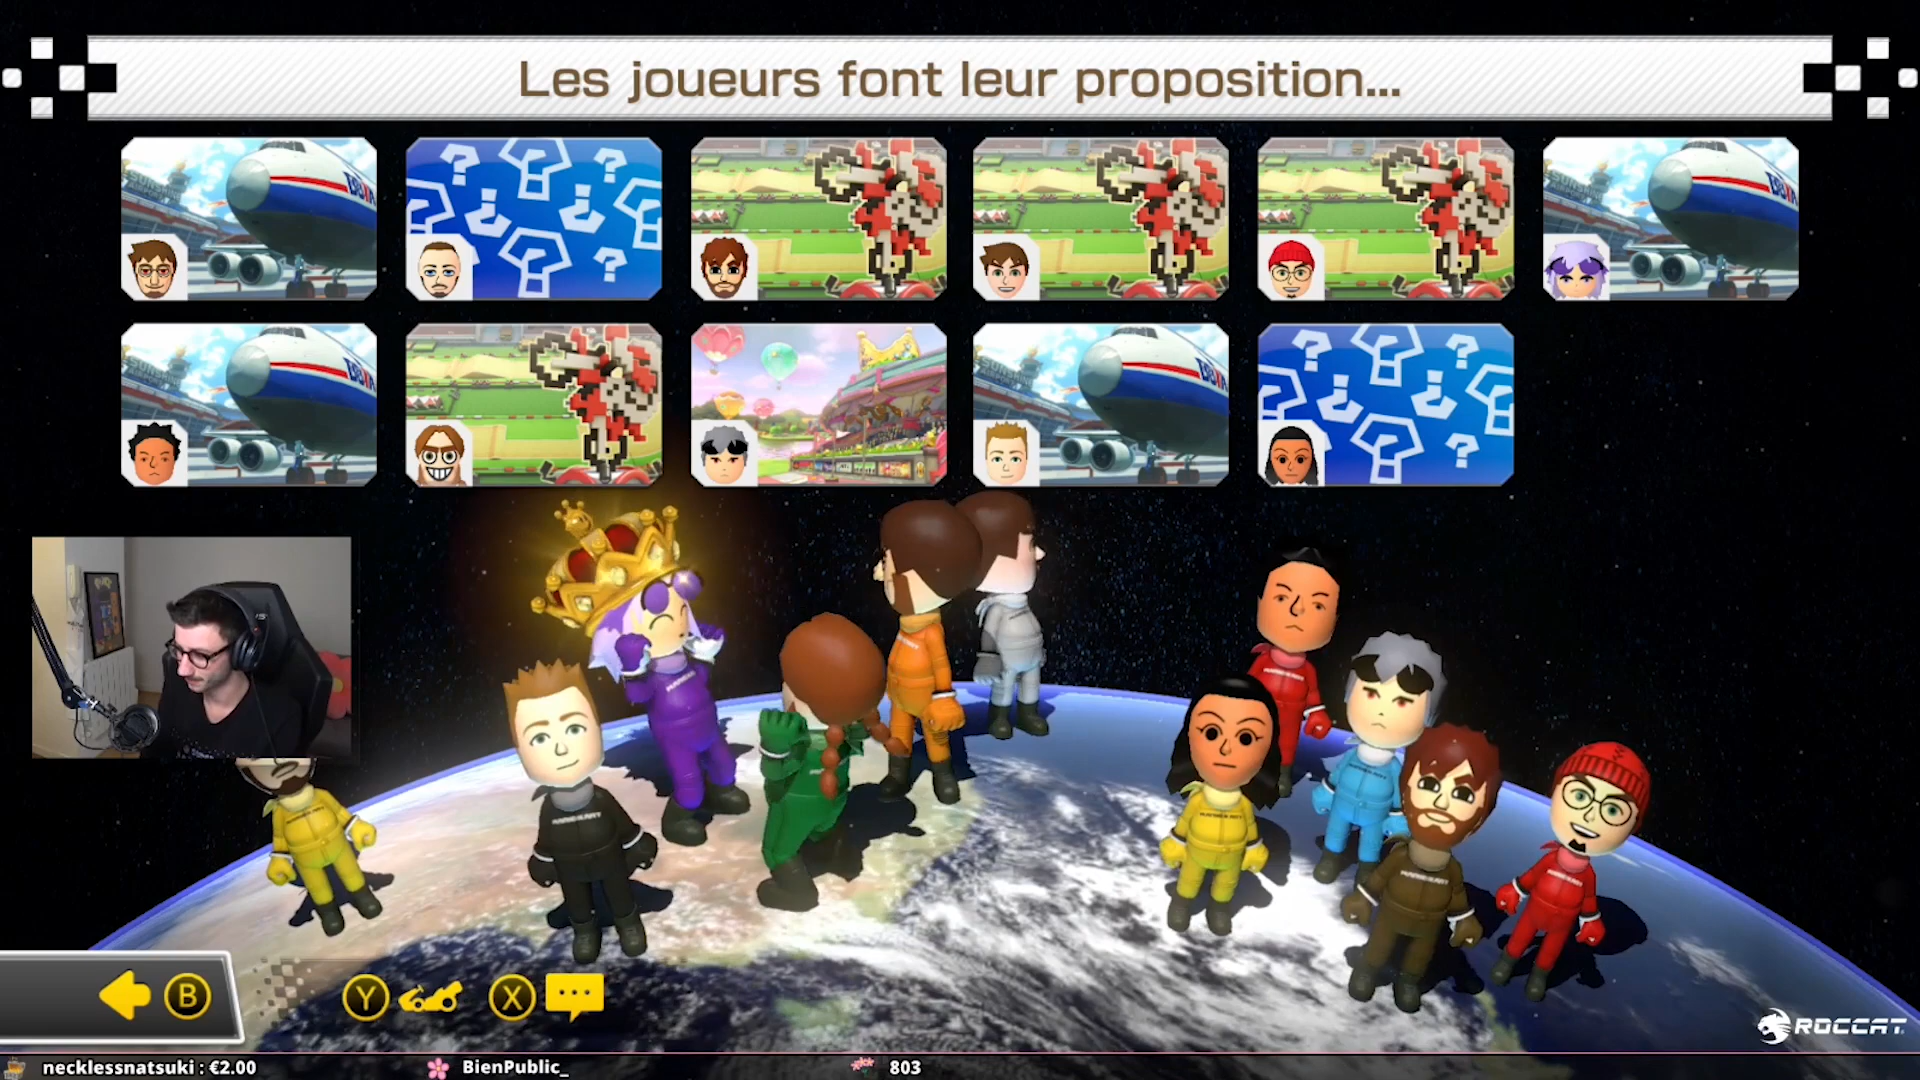 Les joueurs font leur proposition...
B
Y
X
ROCCAT
necklessnatsuki : €2.00
BienPublic_
803